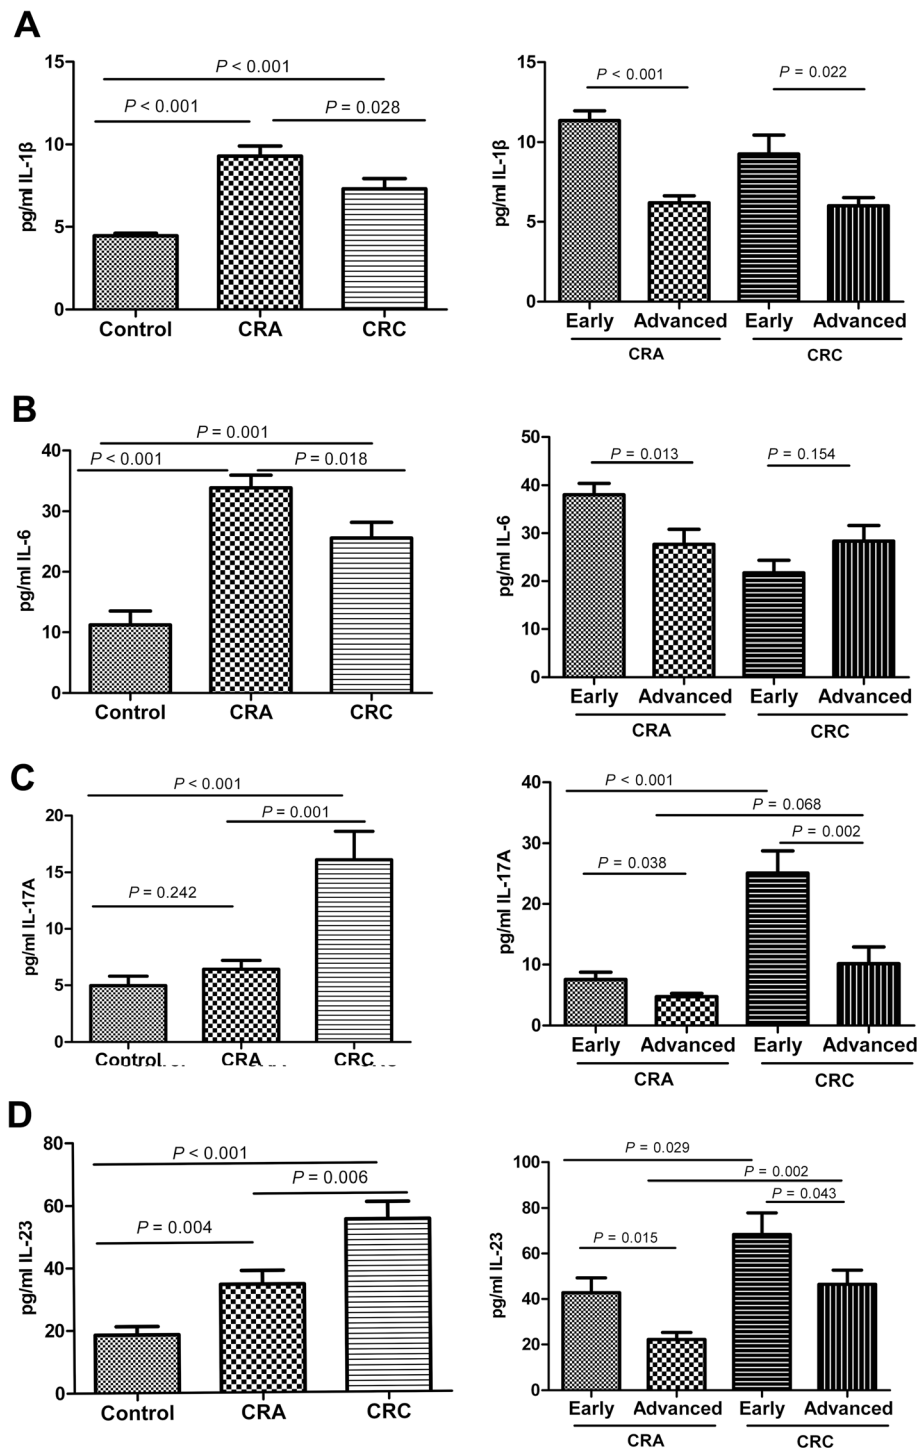 A
15
10
5
0
pg/ml IL-1β
P < 0.001
P < 0.001
P = 0.028
Control CRA CRC
15
10
5
0
pg/ml IL-1β
P < 0.001
P = 0.022
Early Advanced Early Advanced
CRA CRC
B
40
30
20
10
0
pg/ml IL-6
P = 0.001
P < 0.001
P = 0.018
Control CRA CRC
50
40
30
20
10
0
pg/ml IL-6
P = 0.013
P = 0.154
Early Advanced Early Advanced
CRA CRC
C
20
15
10
5
0
pg/ml IL-17A
P < 0.001
P = 0.001
P = 0.242
Control CRA CRC
40
30
20
10
0
pg/ml IL-17A
P < 0.001
P = 0.068
P = 0.002
P = 0.038
Early Advanced Early Advanced
CRA CRC
D
80
60
40
20
0
pg/ml IL-23
P < 0.001
P = 0.006
P = 0.004
Control CRA CRC
100
80
60
40
20
0
pg/ml IL-23
P = 0.029
P = 0.002
P = 0.043
P = 0.015
Early Advanced Early Advanced
CRA CRC